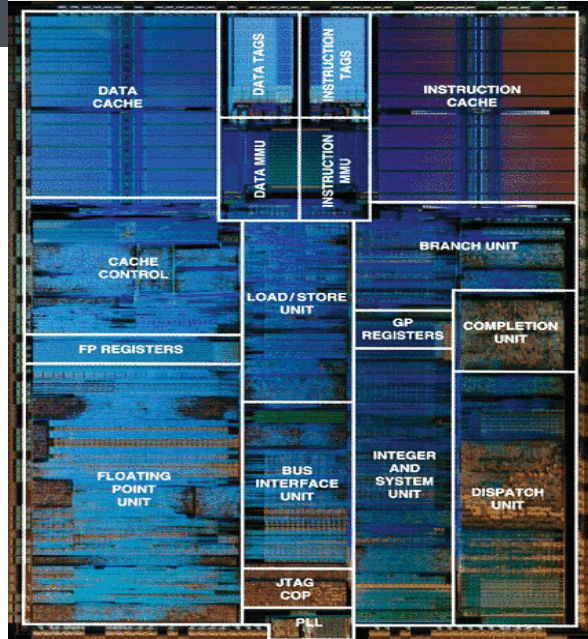 DATA
CACHE
DATA TAGS
INSTRUCTION
TAGS
INSTRUCTION
CACHE
DATA MMU
INSTRUCTION
MMU
CACHE
CONTROL
BRANCH UNIT
LOAD/STORE
UNIT
GP
REGISTERS
COMPLETION
UNIT
FP REGISTERS
FLOATING
POINT
UNIT
BUS
INTERFACE
UNIT
INTEGER
AND
SYSTEM
UNIT
DISPATCH
UNIT
JTAG
COP
PLL